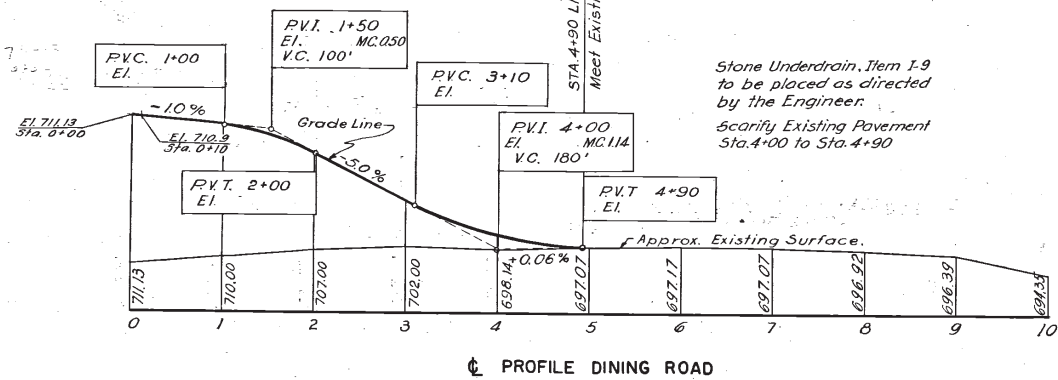 P.V.C. 1+00
El.
P.V.I. 1+50
El. MC.0.50
V.C. 100'
P.V.C. 3+10
El.
STA. 4+90
Meet Exist
Stone Underdrain, Item I-9
to be placed as directed
by the Engineer.
Scarify Existing Pavement
Sta. 4+00 to Sta. 4+90
El. 711.13
Sta. 0+00
-1.0%
El. 710.9
Sta. 0+10
Grade Line
-5.0%
P.V.I. 4+00
El. MC.1.14
V.C. 180'
P.V.T. 2+00
El.
P.V.T 4+90
El.
Approx. Existing Surface.
+0.06%
711.13
710.00
707.00
702.00
698.14
697.07
697.17
697.07
696.92
696.39
694.35
0 1 2 3 4 5 6 7 8 9 10
℄ PROFILE DINING ROAD